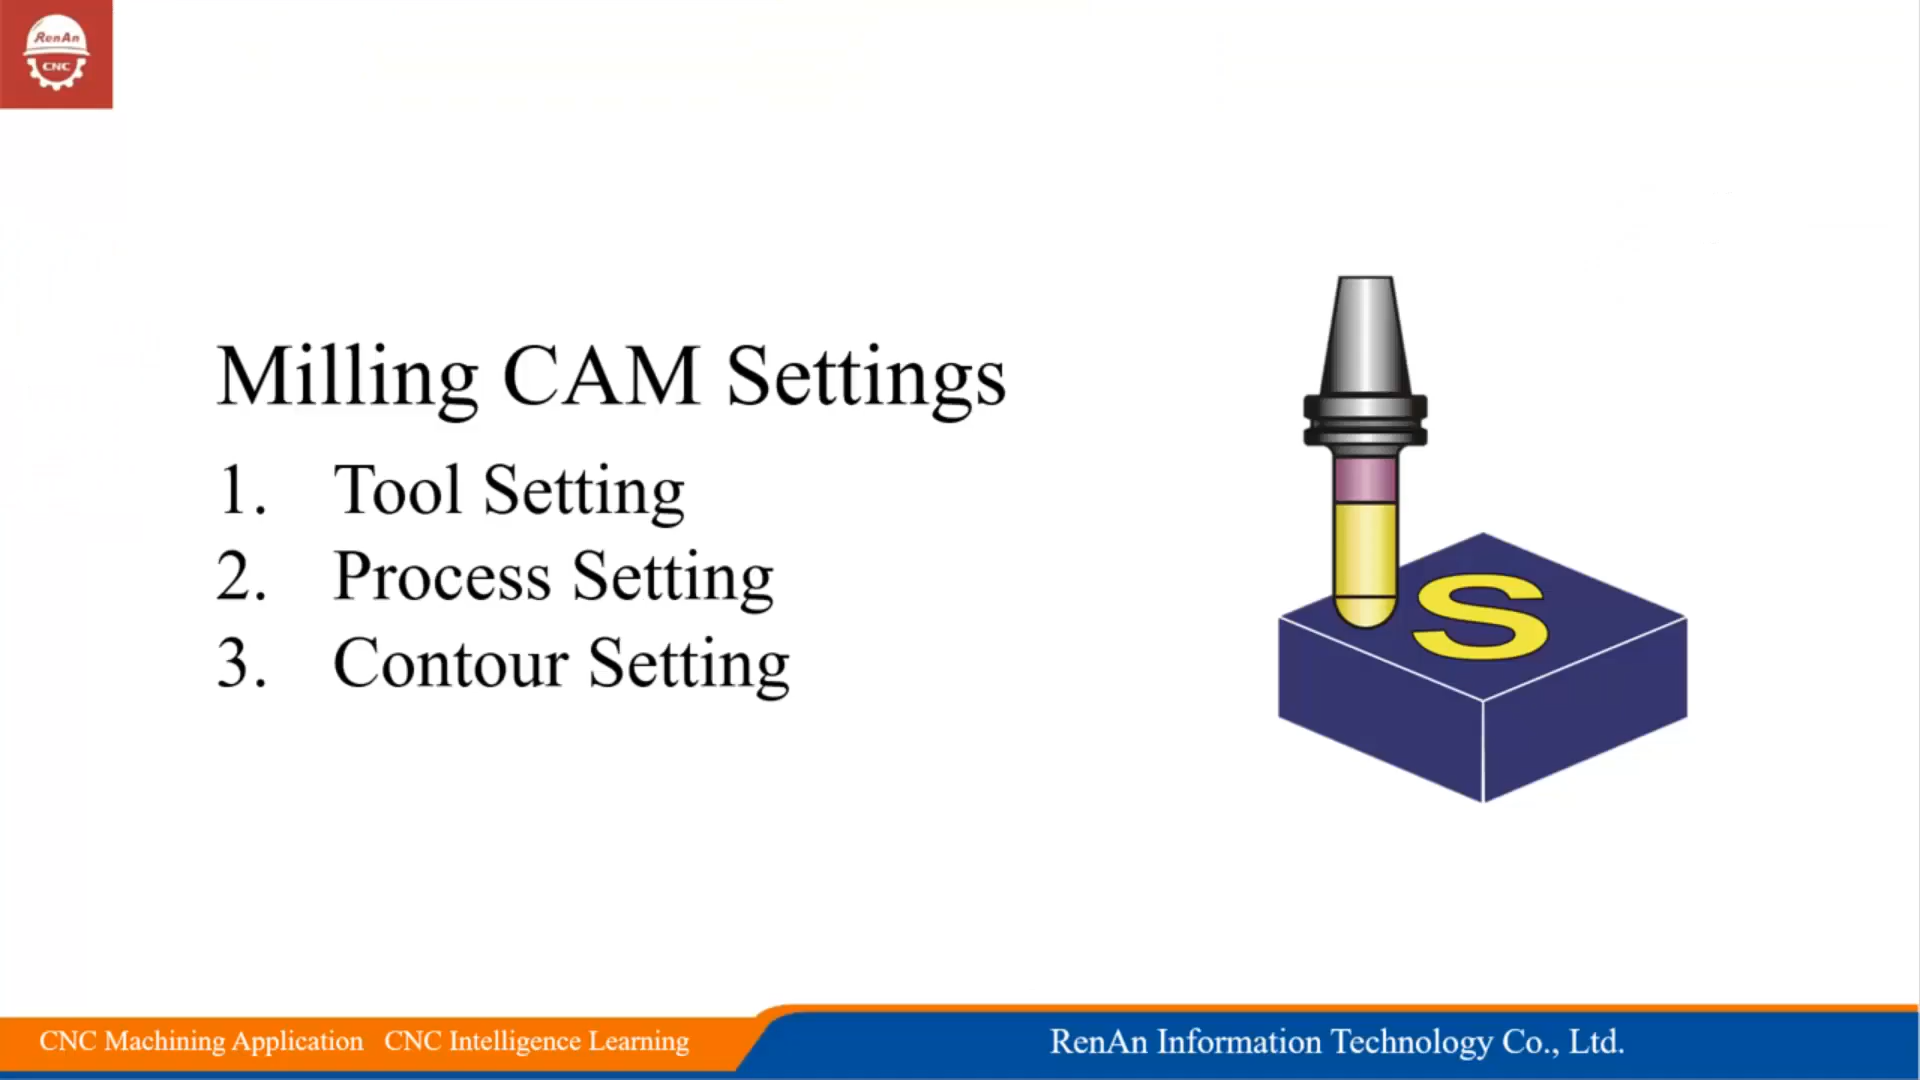 RenAn
CNC
Milling CAM Settings
1. Tool Setting
2. Process Setting
3. Contour Setting
S
CNC Machining Application CNC Intelligence Learning
RenAn Information Technology Co., Ltd.